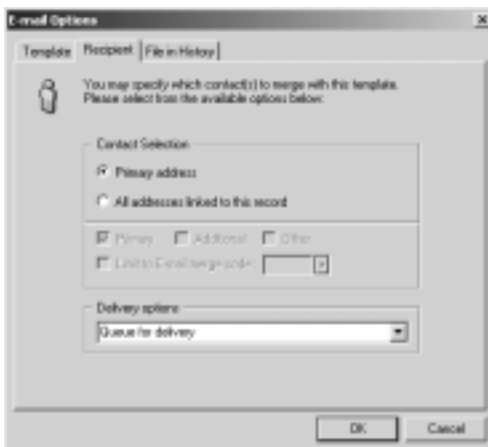 E-mail Options
Template Recipient File in History
You may specify which contact(s) to merge with this template.
Please select from the available options below:
Contact Selection
Primary address
All addresses linked to this record
Primary Additional Other
Limit to E-mail merge code:
Delivery options
Queue for delivery
OK Cancel